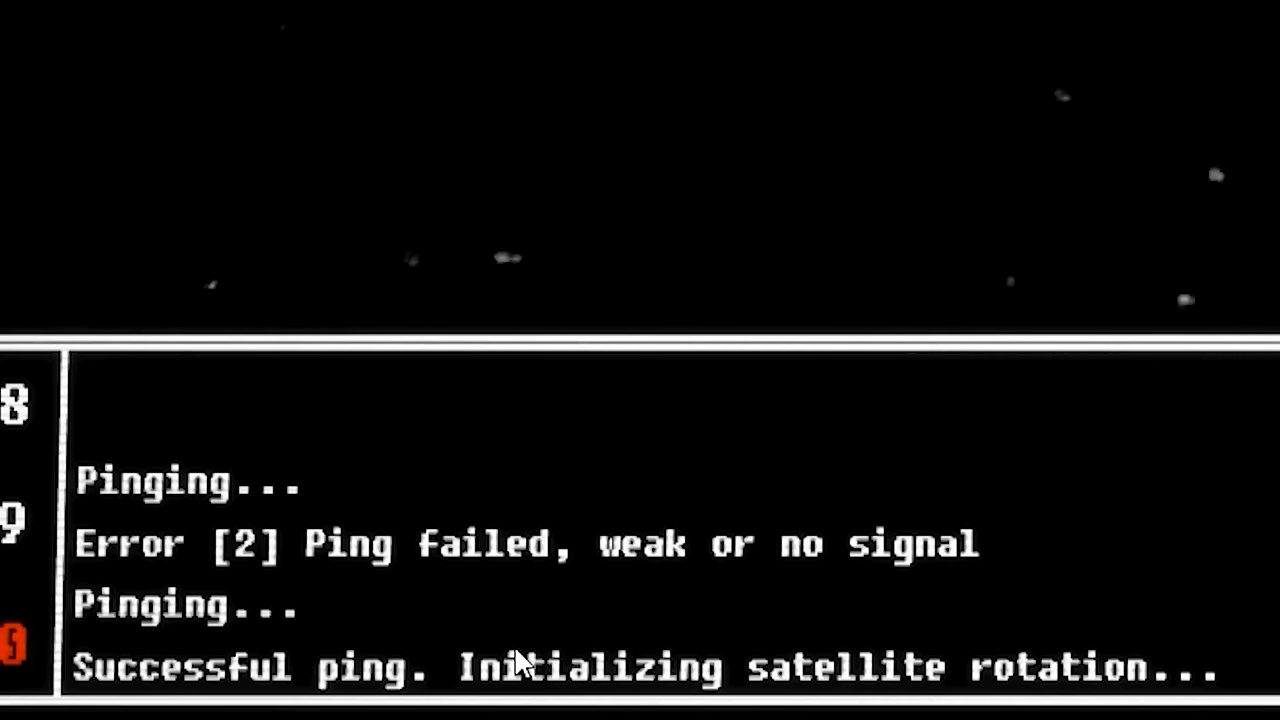 8
Pinging...
9
Error [2] Ping failed, weak or no signal
Pinging...
Successful ping. Initializing satellite rotation...